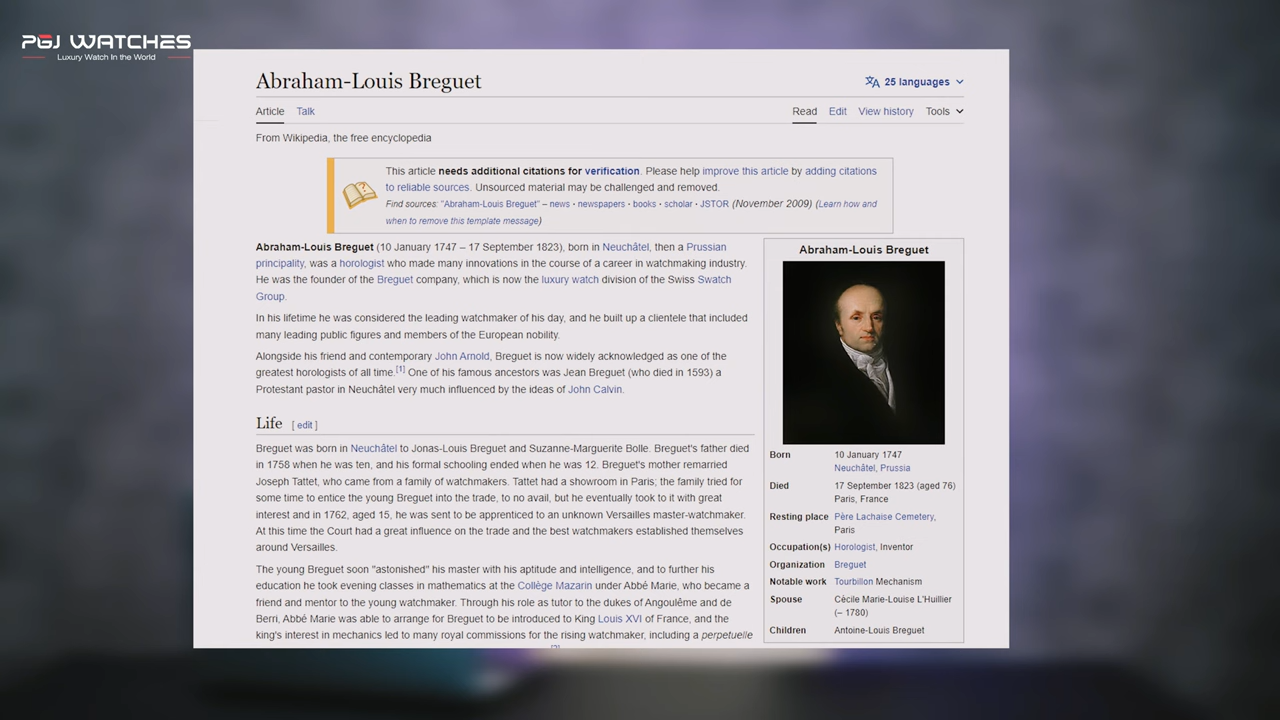 PGJ WATCHES
Luxury Watch In the World
Abraham-Louis Breguet
25 languages
Article Talk
Read Edit View history Tools
From Wikipedia, the free encyclopedia
This article needs additional citations for verification. Please help improve this article by adding citations
to reliable sources. Unsourced material may be challenged and removed.
Find sources: "Abraham-Louis Breguet" – news · newspapers · books · scholar · JSTOR (November 2009) (Learn how and
when to remove this template message)
Abraham-Louis Breguet (10 January 1747 – 17 September 1823), born in Neuchâtel, then a Prussian
principality, was a horologist who made many innovations in the course of a career in watchmaking industry.
He was the founder of the Breguet company, which is now the luxury watch division of the Swiss Swatch
Group.
In his lifetime he was considered the leading watchmaker of his day, and he built up a clientele that included
many leading public figures and members of the European nobility.
Alongside his friend and contemporary John Arnold, Breguet is now widely acknowledged as one of the
greatest horologists of all time.[1] One of his famous ancestors was Jean Breguet (who died in 1593) a
Protestant pastor in Neuchâtel very much influenced by the ideas of John Calvin.
Life [ edit ]
Breguet was born in Neuchâtel to Jonas-Louis Breguet and Suzanne-Marguerite Bolle. Breguet's father died
in 1758 when he was ten, and his formal schooling ended when he was 12. Breguet's mother remarried
Joseph Tattet, who came from a family of watchmakers. Tattet had a showroom in Paris; the family tried for
some time to entice the young Breguet into the trade, to no avail, but he eventually took to it with great
interest and in 1762, aged 15, he was sent to be apprenticed to an unknown Versailles master-watchmaker.
At this time the Court had a great influence on the trade and the best watchmakers established themselves
around Versailles.
The young Breguet soon "astonished" his master with his aptitude and intelligence, and to further his
education he took evening classes in mathematics at the Collège Mazarin under Abbé Marie, who became a
friend and mentor to the young watchmaker. Through his role as tutor to the dukes of Angoulême and de
Berri, Abbé Marie was able to arrange for Breguet to be introduced to King Louis XVI of France, and the
king's interest in mechanics led to many royal commissions for the rising watchmaker, including a perpetuelle
Abraham-Louis Breguet
Born 10 January 1747
Neuchâtel, Prussia
Died 17 September 1823 (aged 76)
Paris, France
Resting place Père Lachaise Cemetery,
Paris
Occupation(s) Horologist, Inventor
Organization Breguet
Notable work Tourbillon Mechanism
Spouse Cécile Marie-Louise L'Huillier
(– 1780)
Children Antoine-Louis Breguet